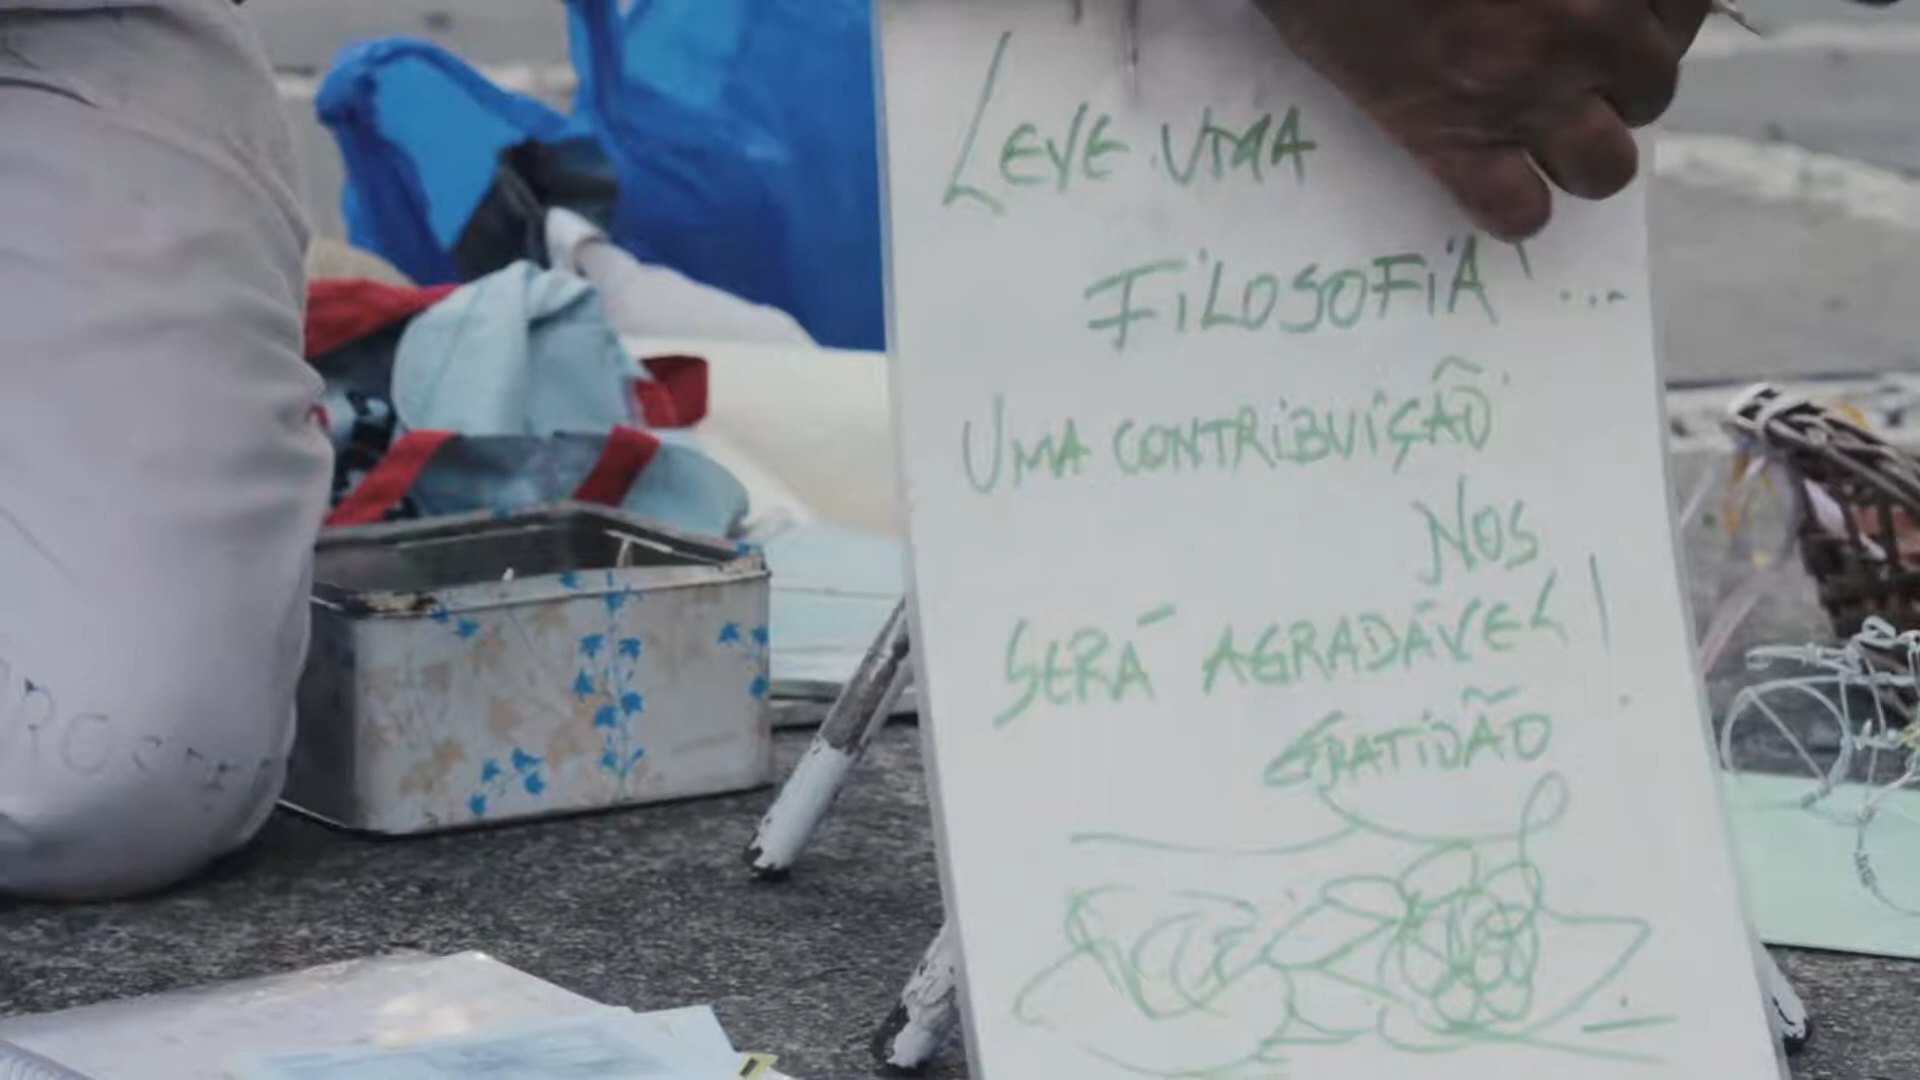 LEVE UMA
FILOSOFIA ...
UMA CONTRIBUIÇÃO
NOS
SERÁ AGRADÁVEL!
GRATIDÃO